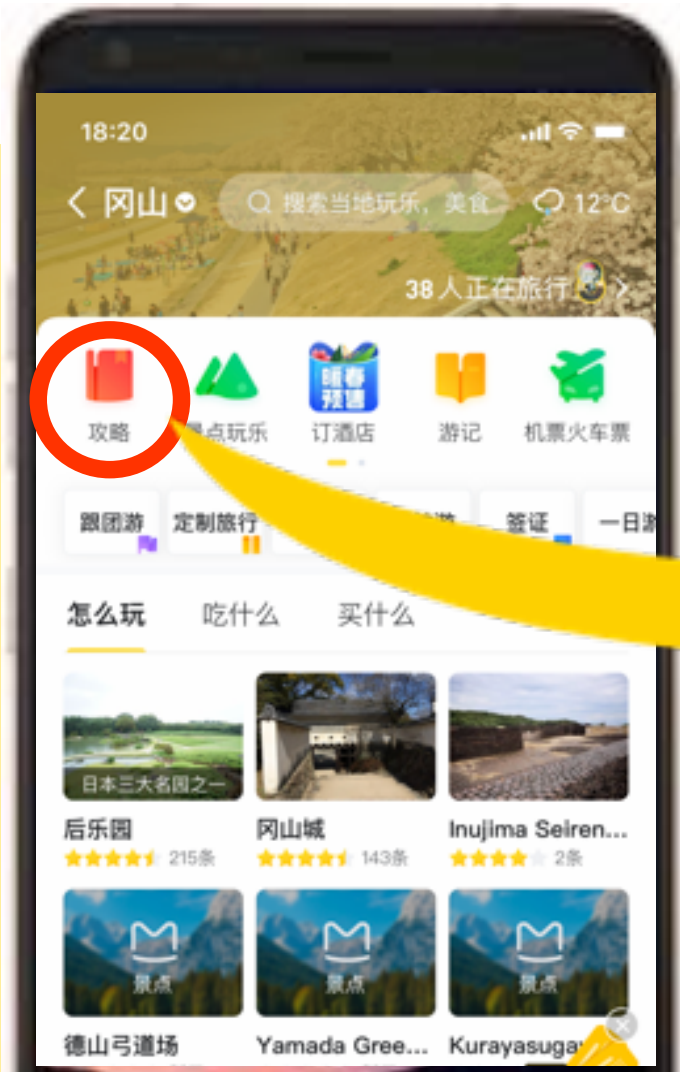 18:20
冈山
搜索当地玩乐，美食
12°C
38人正在旅行
暖春
预售
攻略
景点玩乐
订酒店
游记
机票火车票
跟团游
定制旅行
签证
一日游
怎么玩
吃什么
买什么
日本三大名园之一
后乐园
冈山城
Inujima Seiren...
215条
143条
2条
景点
景点
景点
德山弓道场
Yamada Gree...
Kurayasuga